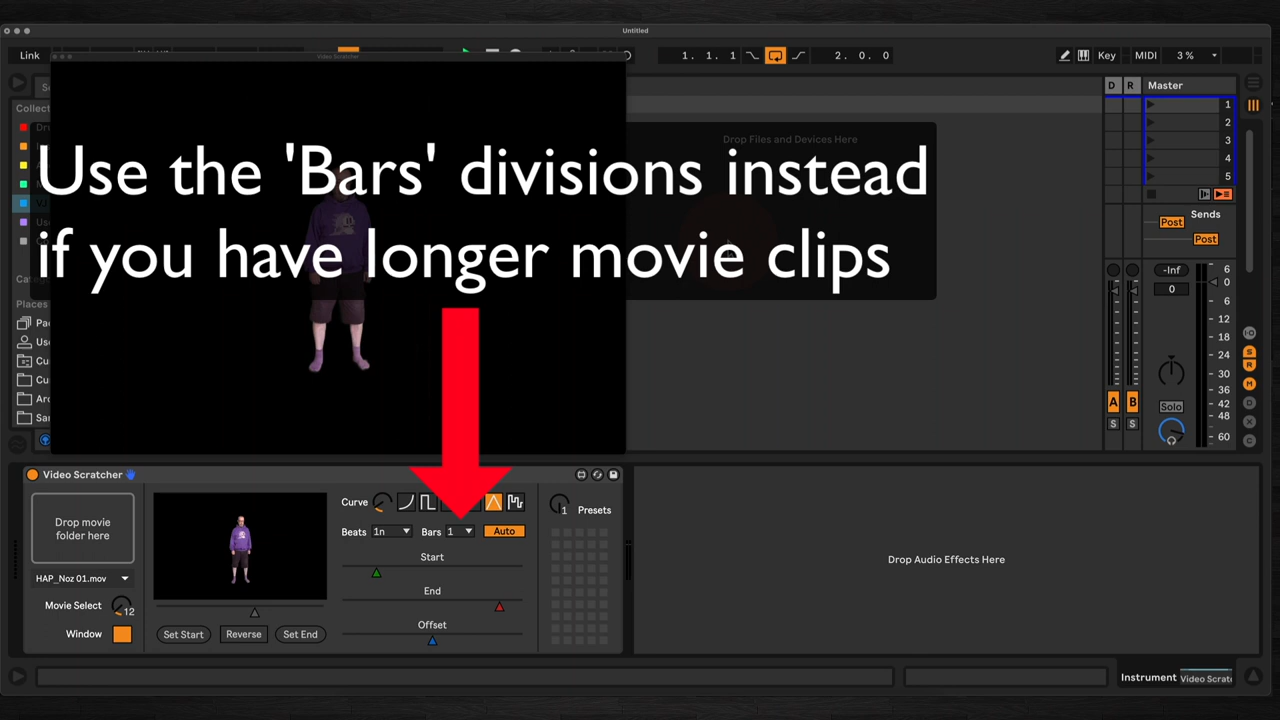 Untitled
Link
1. 1. 1
2. 0. 0
Key
MIDI
3 %
Video Scratcher
Collect
D R
Master
Drop Files and Devices Here
1
2
3
4
5
Use the 'Bars' divisions instead
if you have longer movie clips
Sends
Post
Post
-Inf
0
6
0
6
12
18
24
30
36
42
48
60
Places
A
B
Solo
S
S
Video Scratcher
Drop movie
folder here
HAP_Noz 01.mov
Movie Select
12
Window
Set Start
Reverse
Set End
Curve
Beats 1n
Bars 1
Auto
Start
End
Offset
1
Presets
Drop Audio Effects Here
Instrument